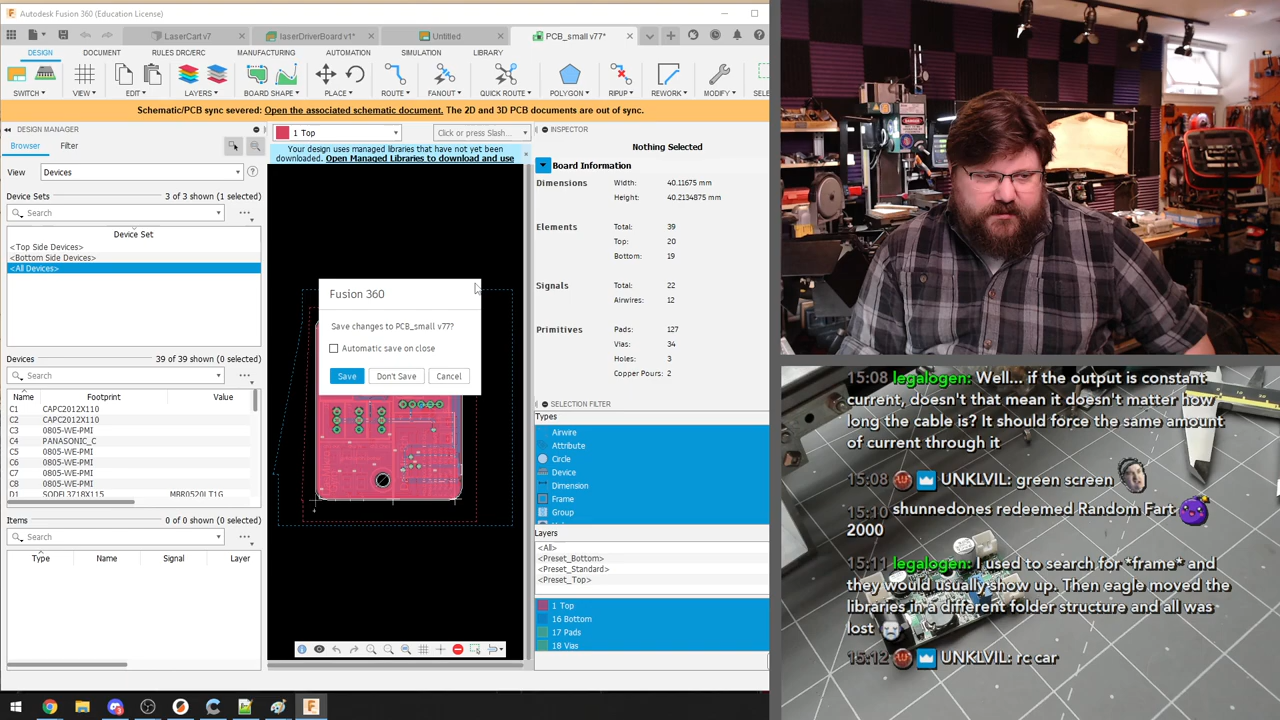 Autodesk Fusion 360 (Education License)
LaserCart v7
laserDriverBoard v1*
Untitled
PCB_small v77*
DESIGN
DOCUMENT
RULES DRC/ERC
MANUFACTURING
AUTOMATION
SIMULATION
LIBRARY
SWITCH
VIEW
EDIT
LAYERS
BOARD SHAPE
PLACE
ROUTE
FANOUT
QUICK ROUTE
POLYGON
RIPUP
REWORK
MODIFY
SELE
Schematic/PCB sync severed: Open the associated schematic document. The 2D and 3D PCB documents are out of sync.
DESIGN MANAGER
Browser
Filter
View
Devices
Device Sets
3 of 3 shown (1 selected)
Search
Device Set
<Top Side Devices>
<Bottom Side Devices>
<All Devices>
Devices
39 of 39 shown (0 selected)
Search
Name Footprint Value
C1 CAPC2012X110
C2 CAPC2012X110
C3 0805-WE-PMI
C4 PANASONIC_C
C5 0805-WE-PMI
C6 0805-WE-PMI
C7 0805-WE-PMI
C8 0805-WE-PMI
D1 SODFL3718X115 MBR0520LT1G
Items
0 of 0 shown (0 selected)
Search
Type Name Signal Layer
1 Top
Click or press Slash...
Your design uses managed libraries that have not yet been
downloaded. Open Managed Libraries to download and use
Fusion 360
Save changes to PCB_small v77?
Automatic save on close
Save
Don't Save
Cancel
INSPECTOR
Nothing Selected
Board Information
Dimensions Width: 40.11675 mm
Height: 40.2134875 mm
Elements Total: 39
Top: 20
Bottom: 19
Signals Total: 22
Airwires: 12
Primitives Pads: 127
Vias: 34
Holes: 3
Copper Pours: 2
SELECTION FILTER
Types
Airwire
Attribute
Circle
Device
Dimension
Frame
Group
Layers
<All>
<Preset_Bottom>
<Preset_Standard>
<Preset_Top>
1 Top
16 Bottom
17 Pads
18 Vias
15:08 legalogen: Well... if the output is constant
current, doesn't that mean it doesn't matter how
long the cable is? It should force the same amount
of current through it
15:08 UNKLVIL: green screen
15:10 shunnedones redeemed Random Fart
2000
15:11 legalogen: I used to search for *frame* and
they would usually show up. Then eagle moved the
libraries in a different folder structure and all was
lost
15:12 UNKLVIL: rc car